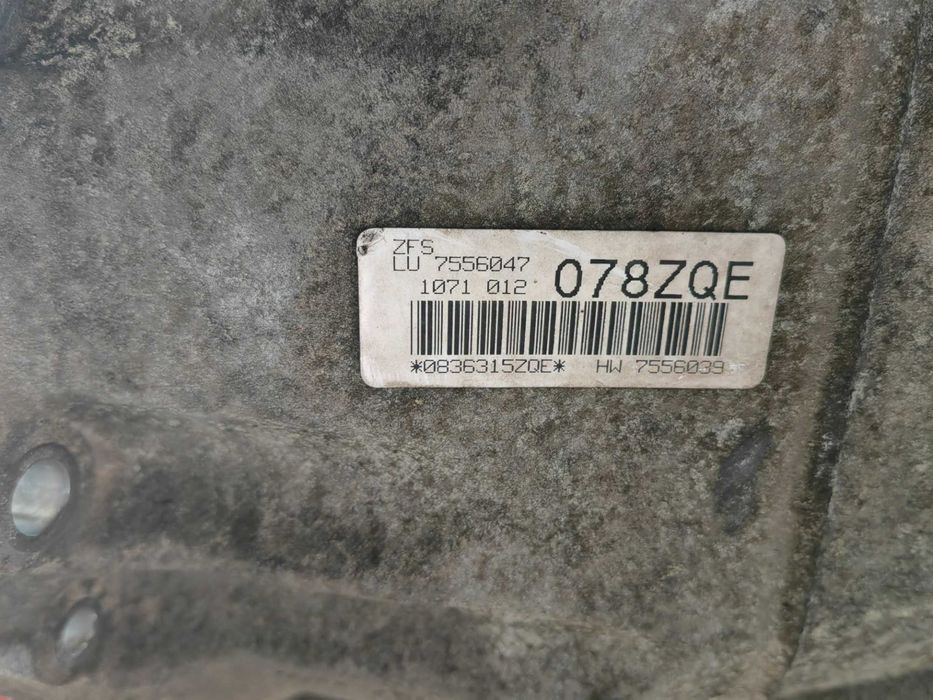 ZFS
LU 7556047
1071 012 078ZQE
*0836315ZQE* HW 7556039